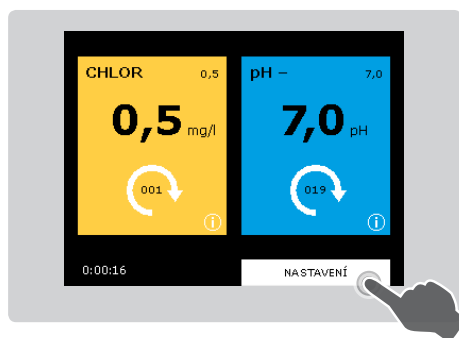 CHLOR 0,5
0,5 mg/l
001
i
pH – 7,0
7,0 pH
019
i
0:00:16
NASTAVENÍ